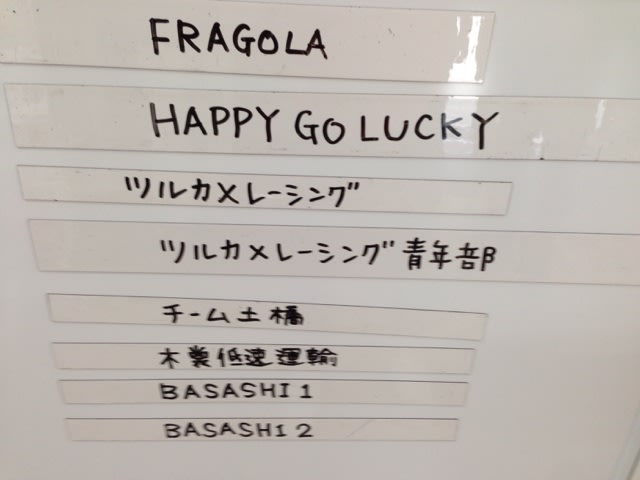 FRAGOLA
HAPPY GO LUCKY
ツルカメレーシング
ツルカメレーシング青年部
チーム土橋
木業低速運輸
BASASHI 1
BASASHI 2